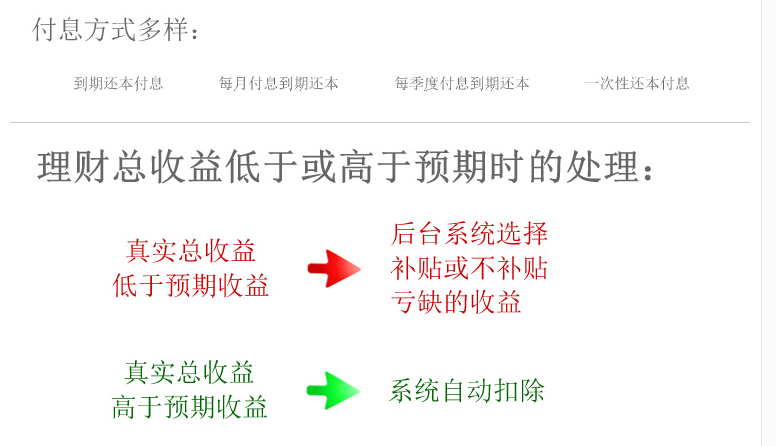 付息方式多样：
到期还本付息 每月付息到期还本 每季度付息到期还本 一次性还本付息
理财总收益低于或高于预期时的处理：
真实总收益
低于预期收益
后台系统选择
补贴或不补贴
亏缺的收益
真实总收益
高于预期收益
系统自动扣除